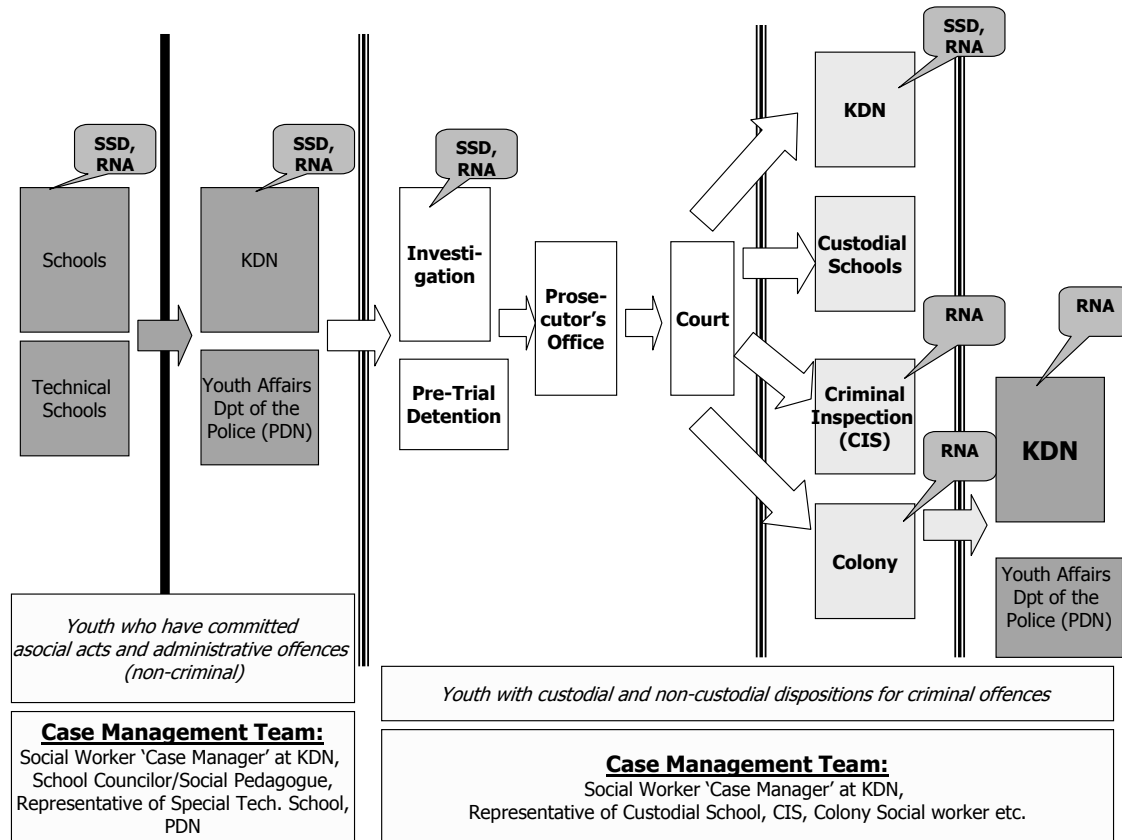 SSD,
RNA
Schools
Technical
Schools
SSD,
RNA
KDN
Youth Affairs
Dpt of the
Police (PDN)
SSD,
RNA
Investi-
gation
Pre-Trial
Detention
Prose-
cutor's
Office
Court
SSD,
RNA
KDN
Custodial
Schools
RNA
Criminal
Inspection
(CIS)
RNA
Colony
RNA
KDN
Youth Affairs
Dpt of the
Police (PDN)
Youth who have committed
asocial acts and administrative offences
(non-criminal)
Case Management Team:
Social Worker ‘Case Manager’ at KDN,
School Councilor/Social Pedagogue,
Representative of Special Tech. School,
PDN
Youth with custodial and non-custodial dispositions for criminal offences
Case Management Team:
Social Worker ‘Case Manager’ at KDN,
Representative of Custodial School, CIS, Colony Social worker etc.